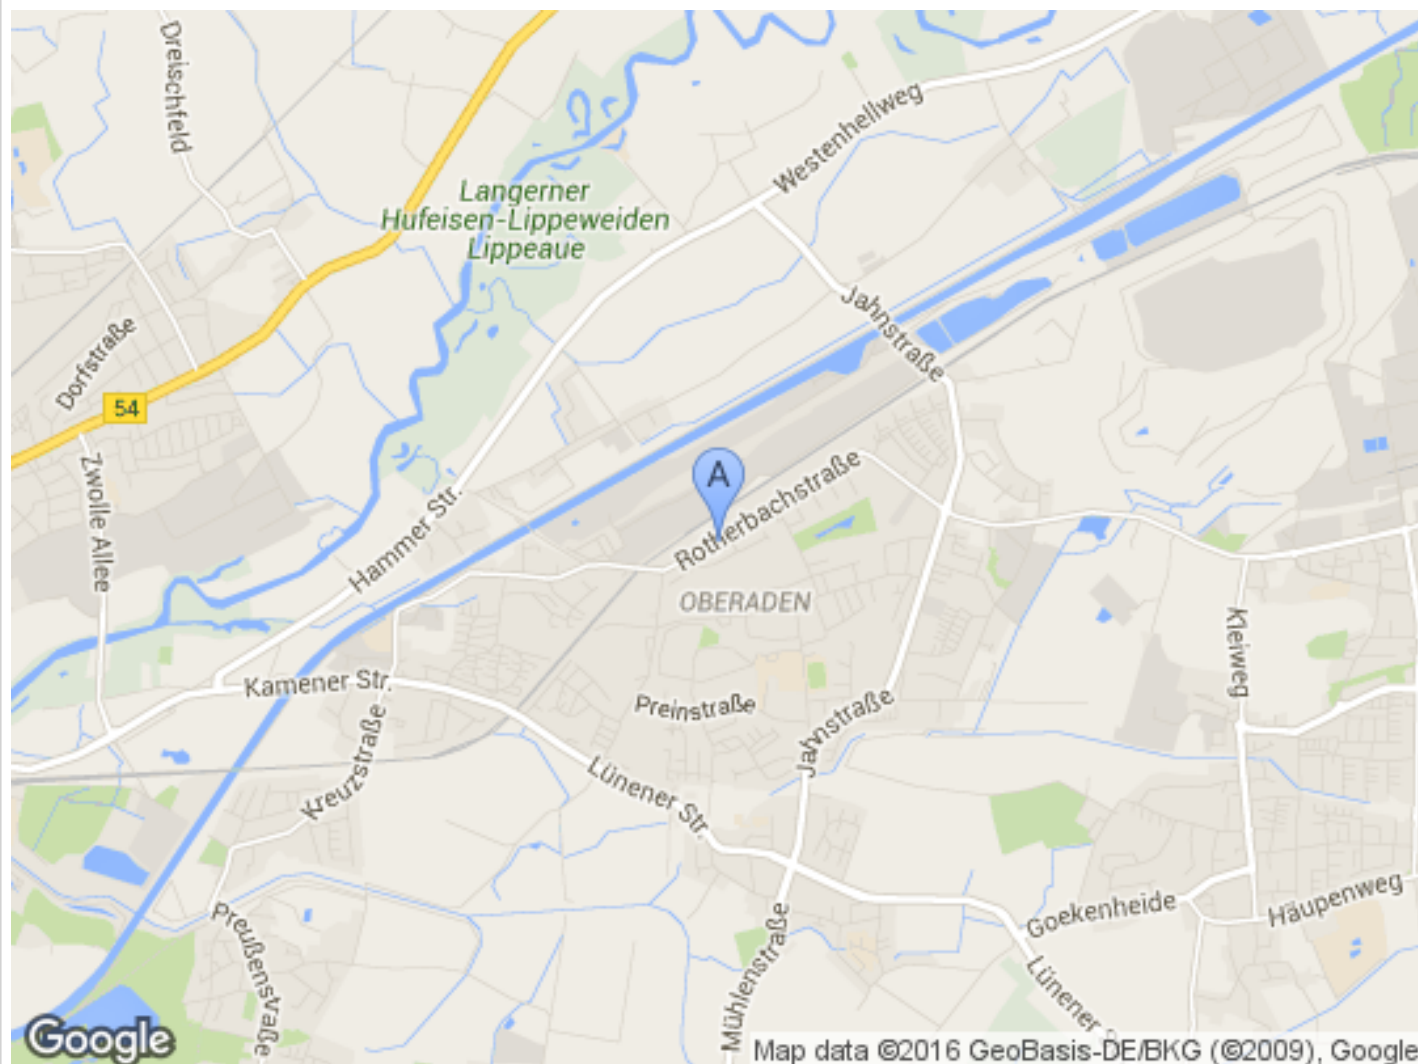 Dreischfeld
Westenhellweg
Langerner
Hufeisen-Lippeweiden
Lippeaue
Jahnstraße
Dorfstraße
54
Zwolle Allee
A
Rotherbachstraße
Hammer Str.
OBERADEN
Kleiweg
Kamener Str.
Preinstraße
Jahnstraße
Kreuzstraße
Lünener Str.
Goekenheide
Häupenweg
Preußenstraße
Mühlenstraße
Lünener S
Google
Map data ©2016 GeoBasis-DE/BKG (©2009), Google